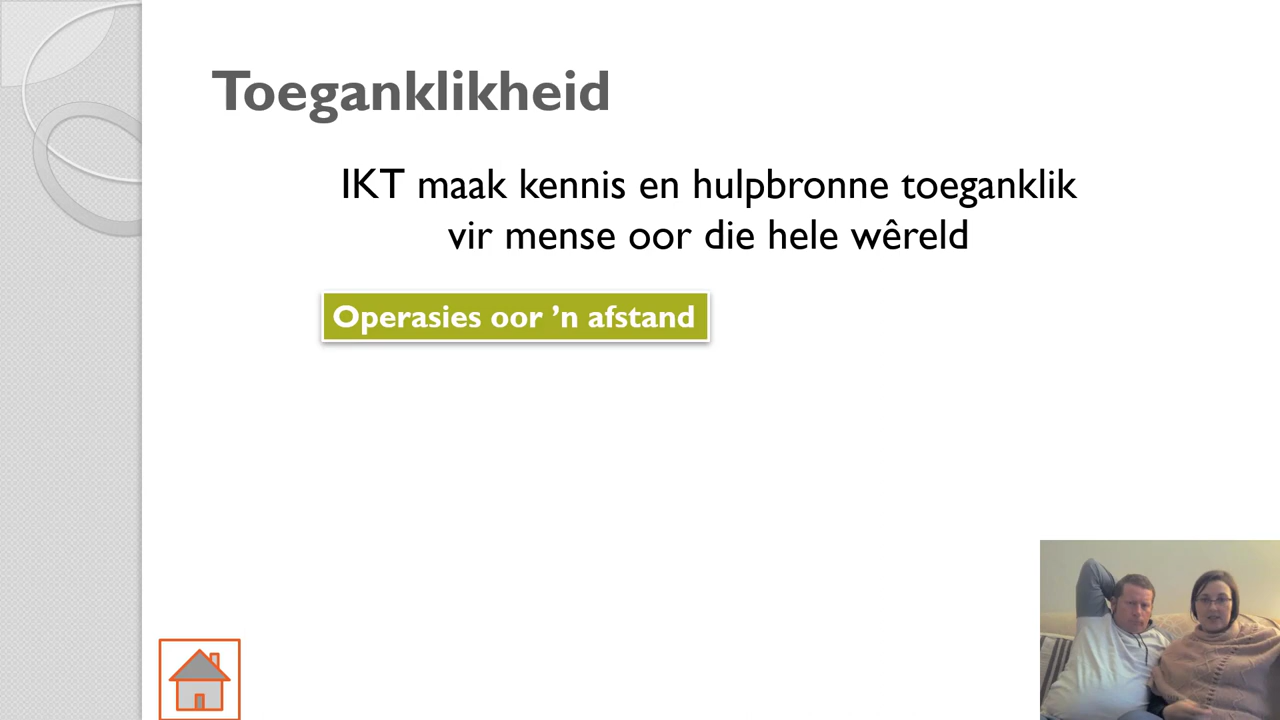 Toeganklikheid
IKT maak kennis en hulpbronne toeganklik
vir mense oor die hele wêreld
Operasies oor ’n afstand